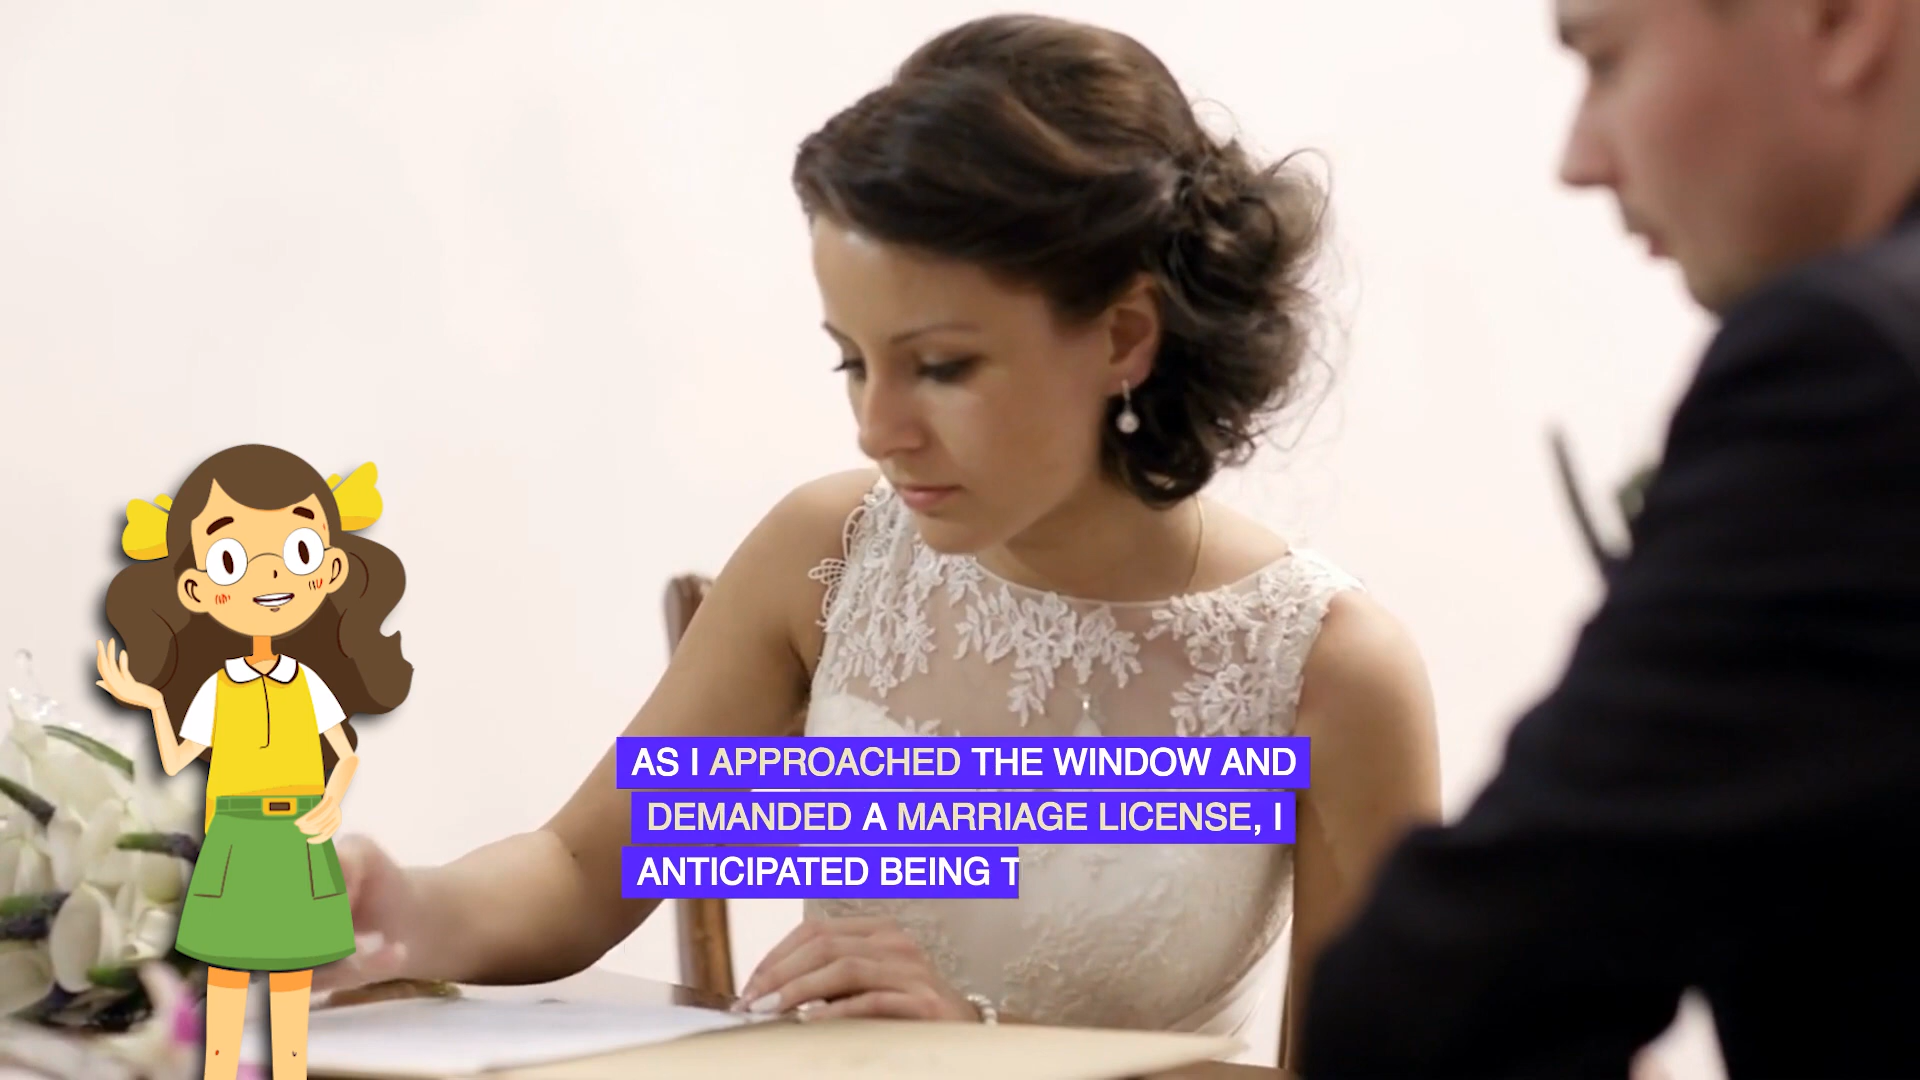 AS I APPROACHED THE WINDOW AND
DEMANDED A MARRIAGE LICENSE, I
ANTICIPATED BEING T